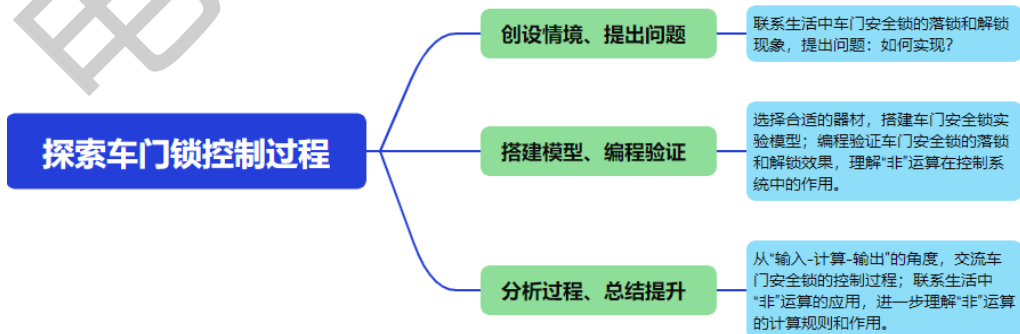 探索车门锁控制过程
创设情境、提出问题
联系生活中车门安全锁的落锁和解锁
现象，提出问题：如何实现？
搭建模型、编程验证
选择合适的器材，搭建车门安全锁实
验模型；编程验证车门安全锁的落锁
和解锁效果，理解“非”运算在控制系
统中的作用。
分析过程、总结提升
从“输入-计算-输出”的角度，交流车
门安全锁的控制过程；联系生活中
“非”运算的应用，进一步理解“非”运算
的计算规则和作用。